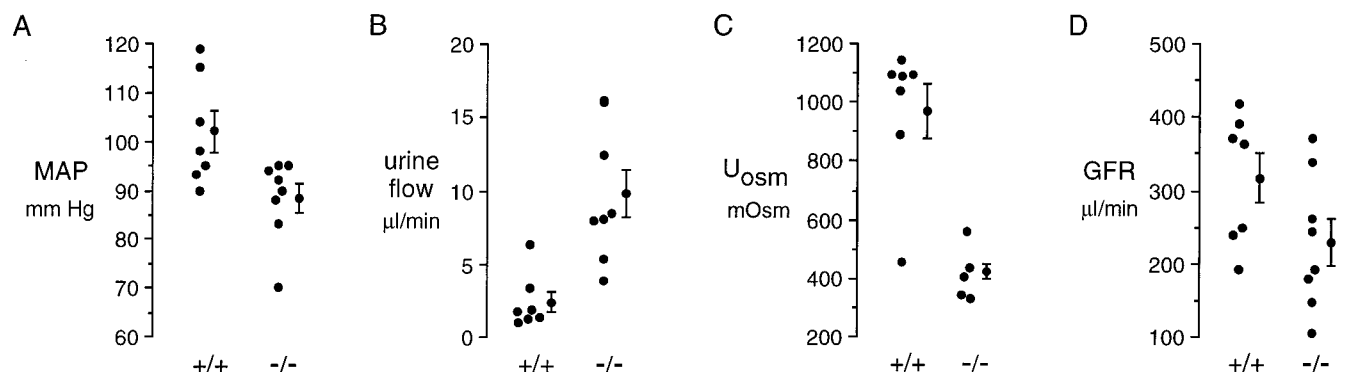 A
MAP
mm Hg
120
110
100
90
80
70
60
+/+ -/-
B
urine
flow
µl/min
20
15
10
5
0
+/+ -/-
C
Uosm
mOsm
1200
1000
800
600
400
200
+/+ -/-
D
GFR
µl/min
500
400
300
200
100
+/+ -/-